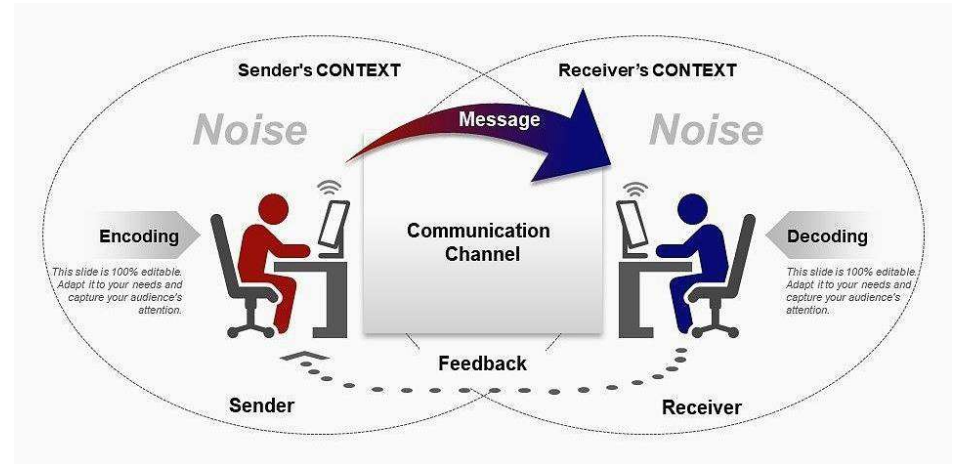 Sender's CONTEXT
Receiver's CONTEXT
Noise
Message
Noise
Encoding
Communication
Channel
Decoding
This slide is 100% editable.
Adapt it to your needs and
capture your audience's
attention.
This slide is 100% editable.
Adapt it to your needs and
capture your audience's
attention.
Feedback
Sender
Receiver